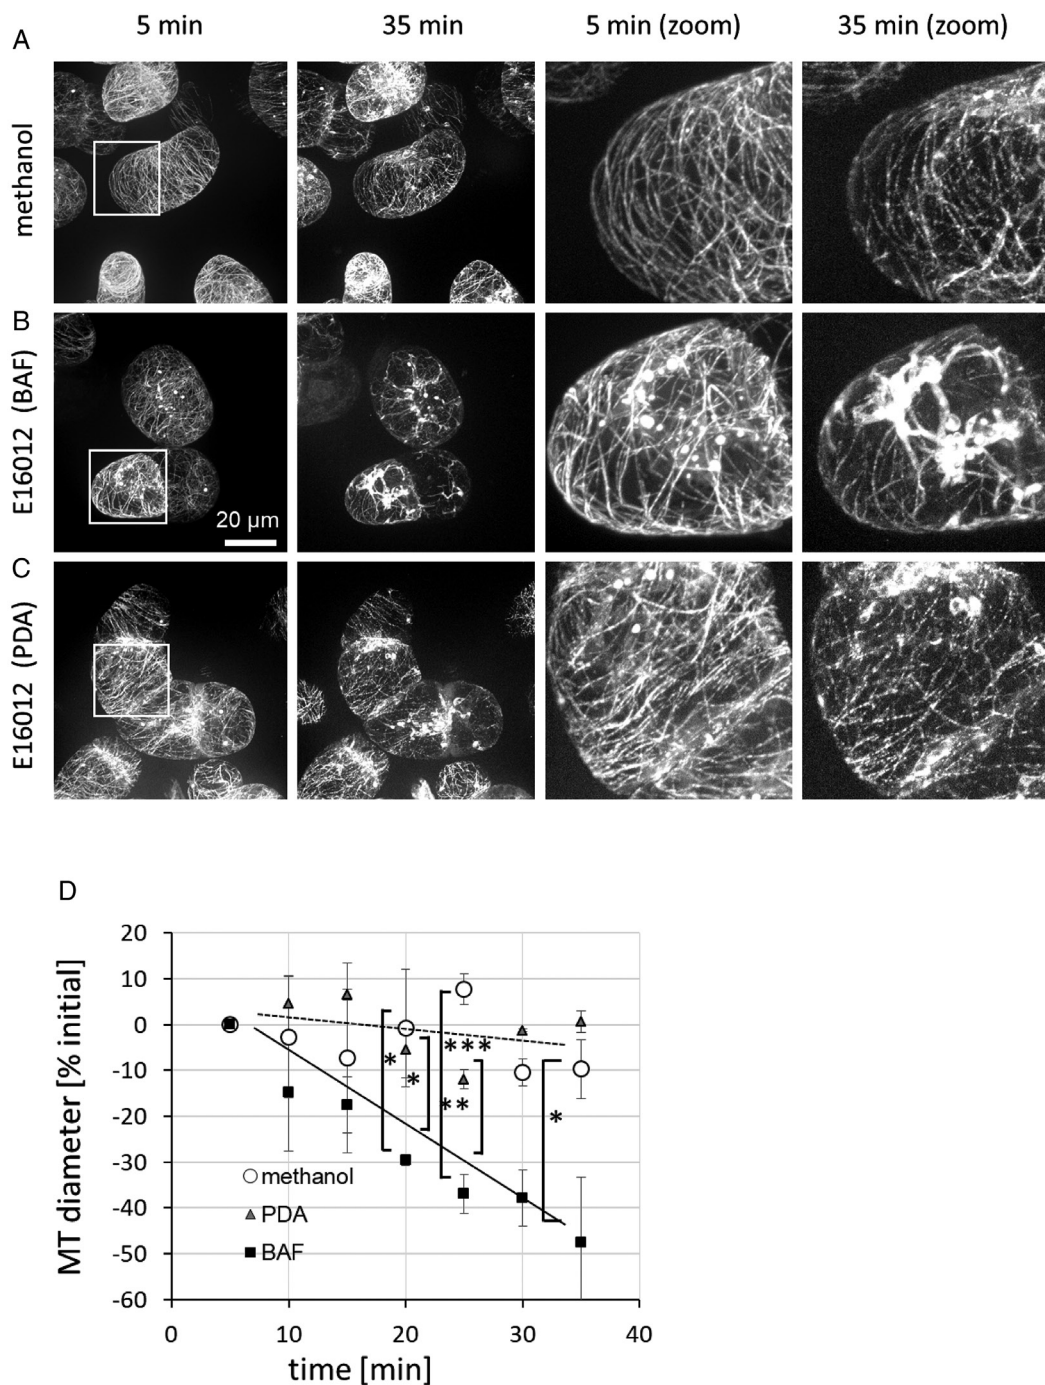 5 min 35 min 5 min (zoom) 35 min (zoom)
A
methanol
B
E16012 (BAF)
20 µm
C
E16012 (PDA)
D
MT diameter [% initial]
20
10
0
-10
-20
-30
-40
-50
-60
***
* *
**
*
methanol
PDA
BAF
0 10 20 30 40
time [min]